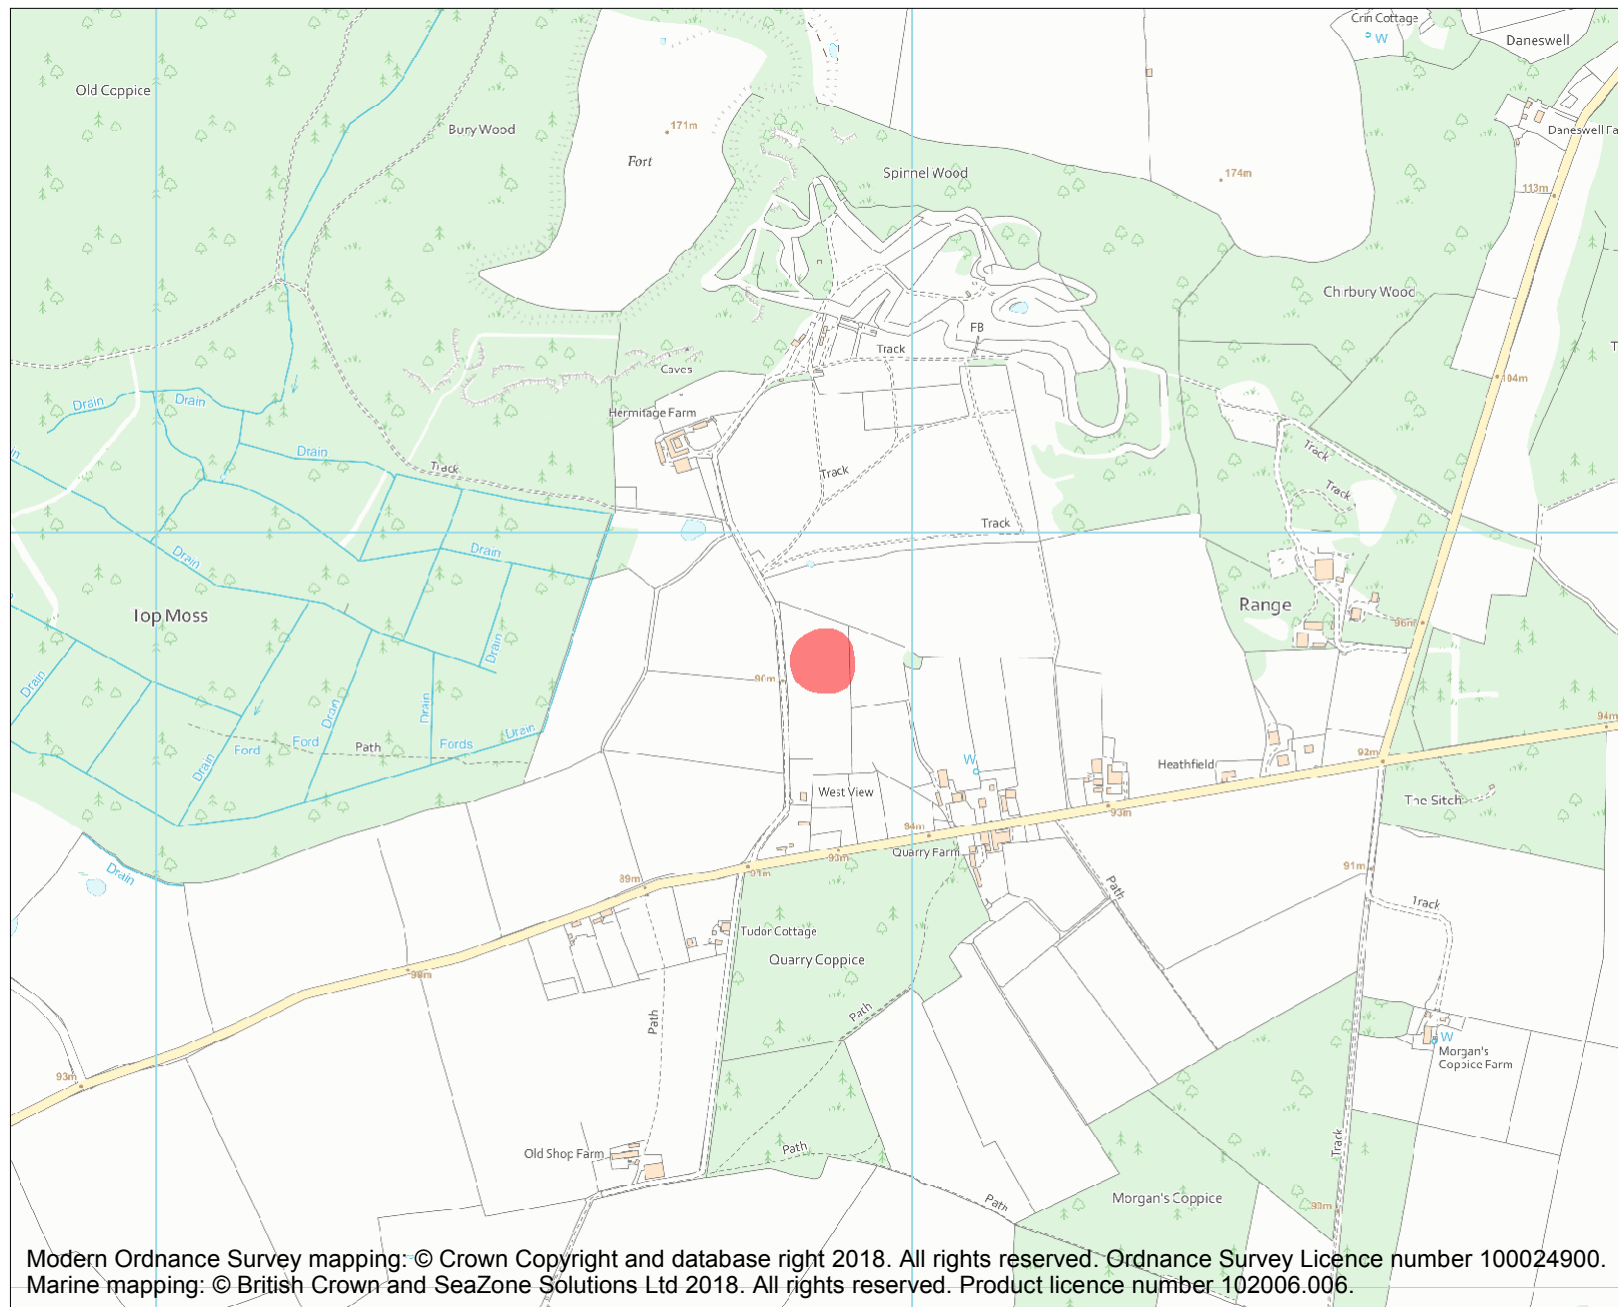 Crin Cottage
W
Daneswell
Old Coppice
Bury Wood
171m
Fort
Daneswell Fa
Spinnel Wood
174m
113m
Chirbury Wood
FB
Track
Caves
104m
Drain
Drain
Hermitage Farm
Drain
Track
Track
Track
Track
Track
Drain
Drain
Top Moss
Range
96m
Drain
Drain
90m
Drain
Drain
Drain
Ford
Ford
Path
Fords
Drain
94m
92m
W
Heathfield
West View
The Sitch
93m
94m
93m
Quarry Farm
91m
91m
Drain
89m
Path
Track
Tudor Cottage
Quarry Coppice
98m
Path
Path
W
Morgan's
Coppice Farm
93m
Track
Path
Old Shop Farm
Morgan's Coppice
Path
90m
Modern Ordnance Survey mapping: © Crown Copyright and database right 2018. All rights reserved. Ordnance Survey Licence number 100024900.
Marine mapping: © British Crown and SeaZone Solutions Ltd 2018. All rights reserved. Product licence number 102006.006.